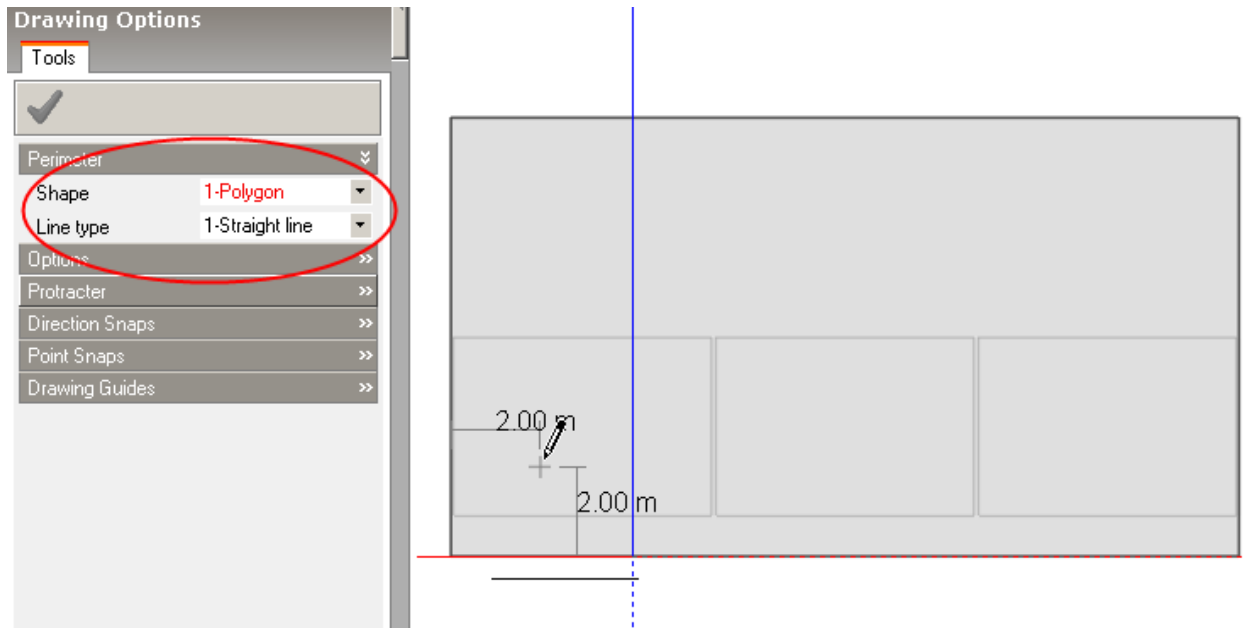 Drawing Options
Tools
Perimeter
Shape 1-Polygon
Line type 1-Straight line
Options
Protracter
Direction Snaps
Point Snaps
Drawing Guides
2.00 m
2.00 m